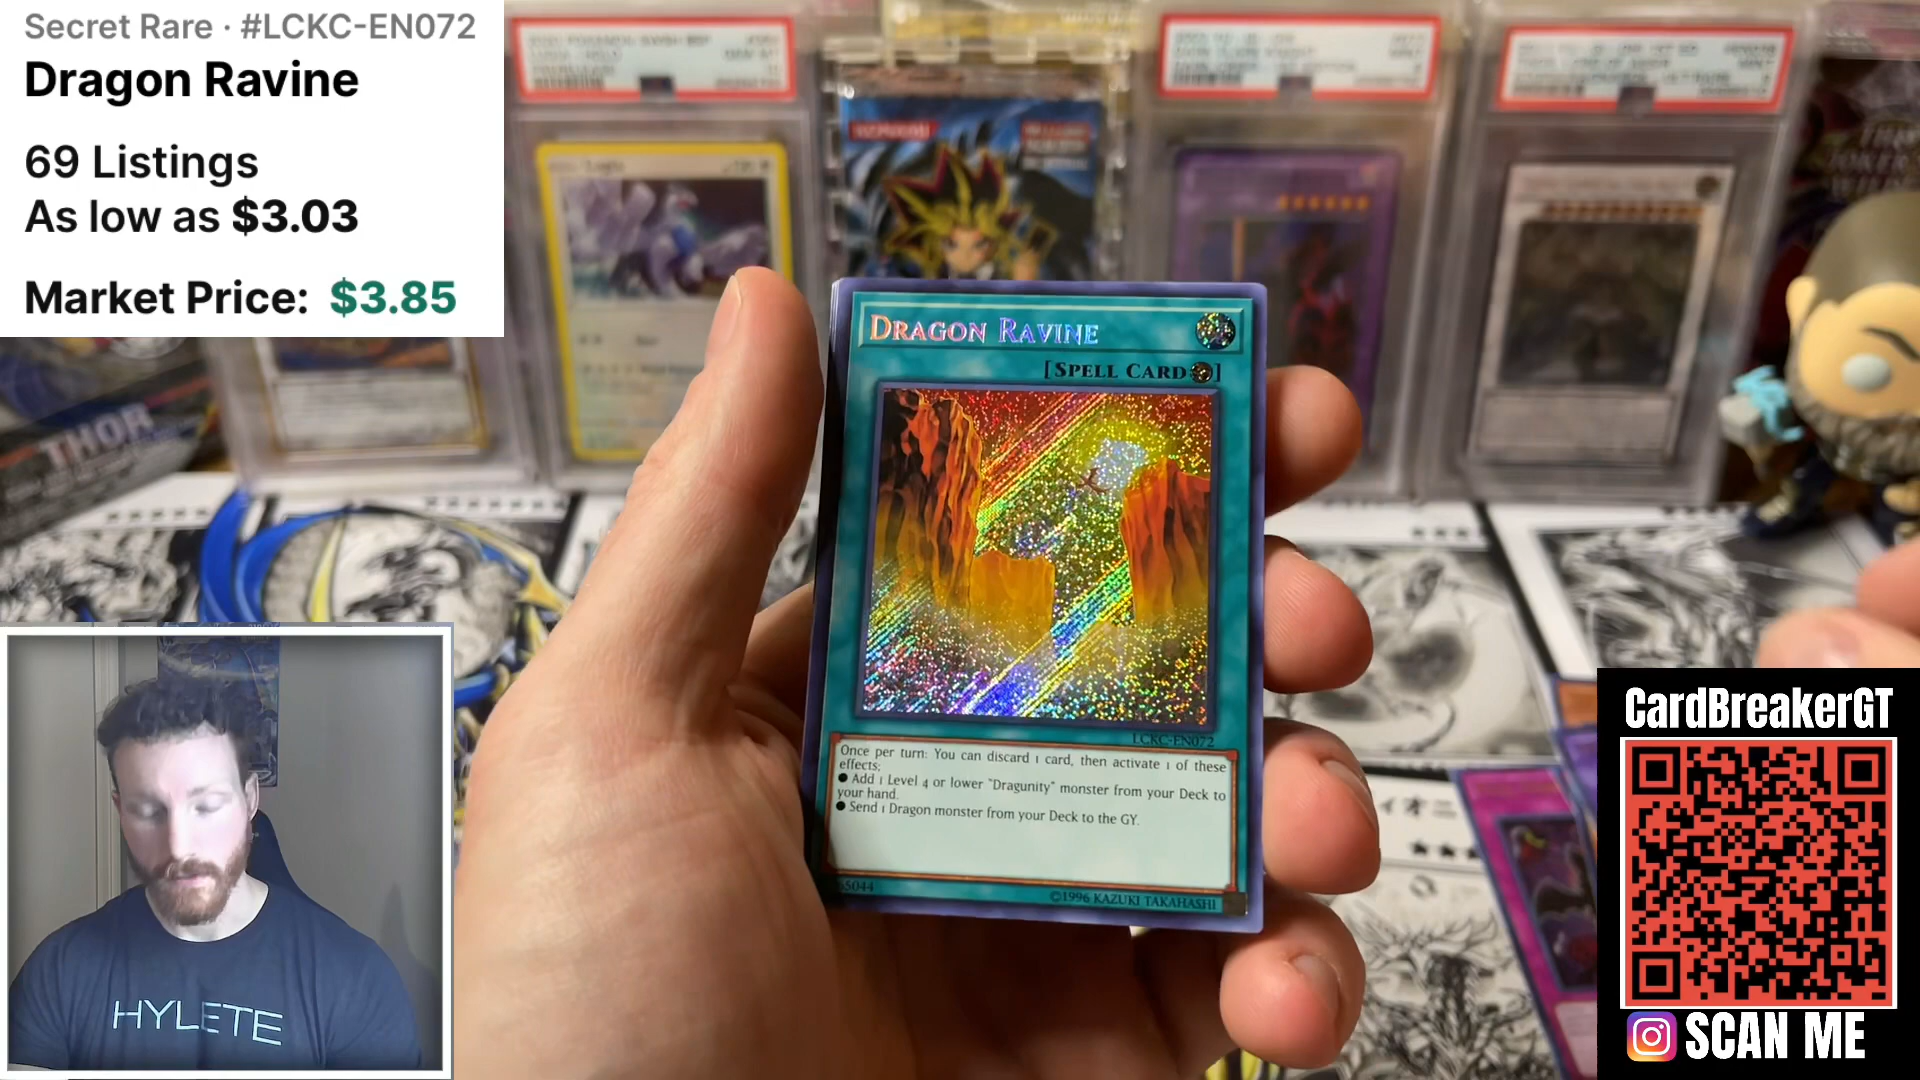 Secret Rare · #LCKC-EN072
Dragon Ravine
69 Listings
As low as $3.03
Market Price: $3.85
KONAMI
THOR
DRAGON RAVINE
[SPELL CARD]
LCKC-EN072
Once per turn: You can discard 1 card, then activate 1 of these
effects;
● Add 1 Level 4 or lower "Dragunity" monster from your Deck to
your hand.
● Send 1 Dragon monster from your Deck to the GY.
5044
©1996 KAZUKI TAKAHASHI
HYLETE
CardBreakerGT
SCAN ME